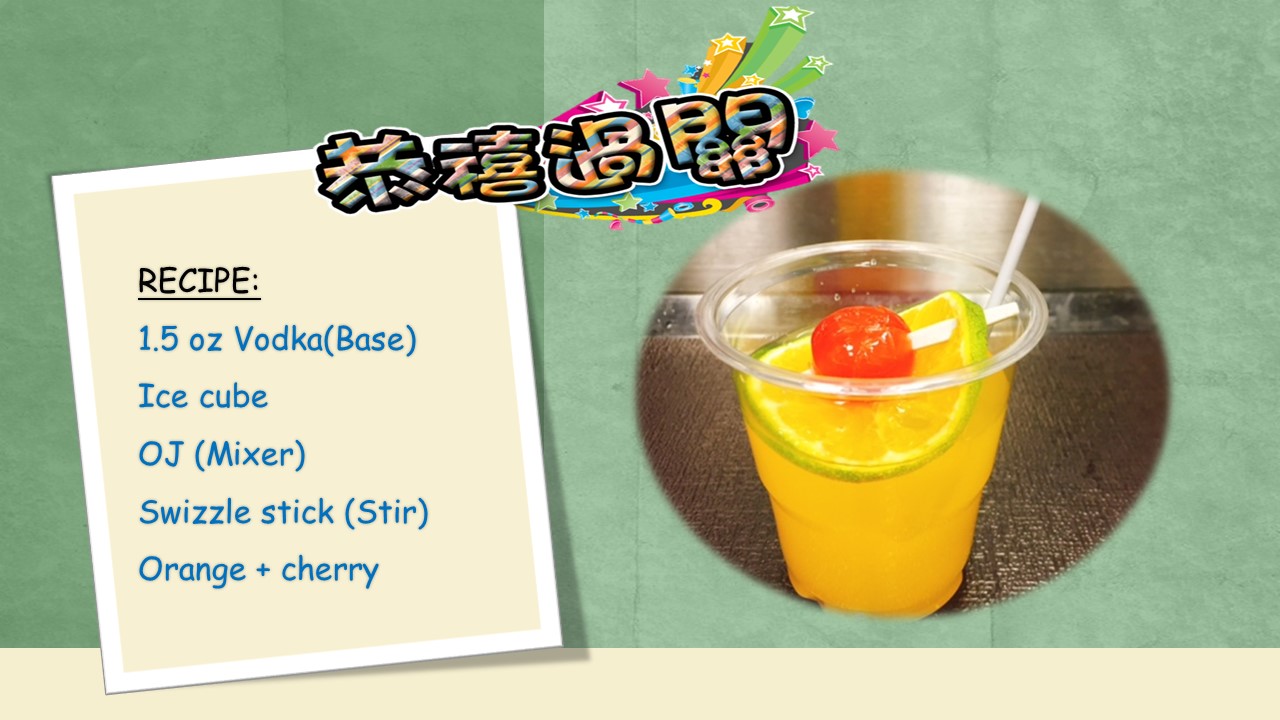 恭禧過關
RECIPE:
1.5 oz Vodka(Base)
Ice cube
OJ (Mixer)
Swizzle stick (Stir)
Orange + cherry